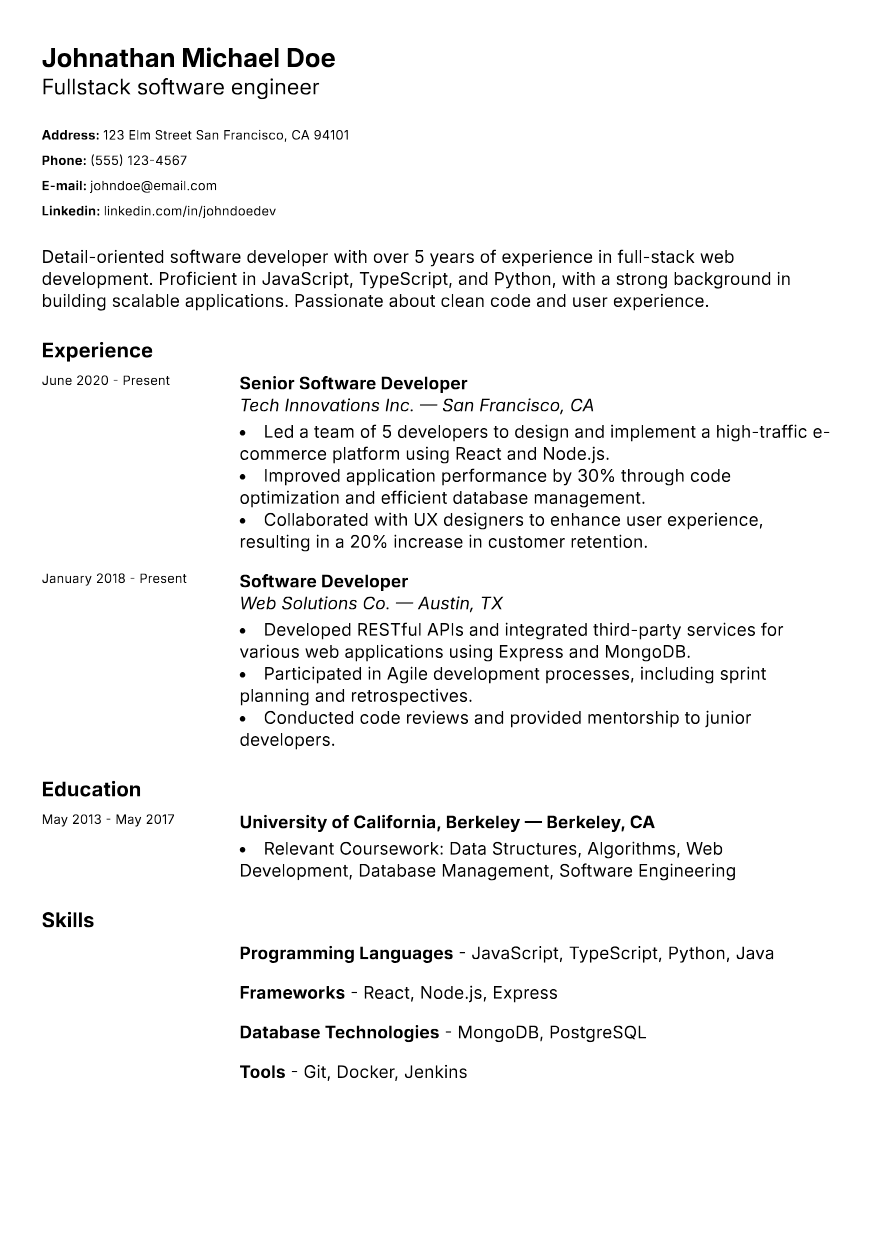 Johnathan Michael Doe
Fullstack software engineer
Address: 123 Elm Street San Francisco, CA 94101
Phone: (555) 123-4567
E-mail: johndoe@email.com
Linkedin: linkedin.com/in/johndoedev
Detail-oriented software developer with over 5 years of experience in full-stack web
development. Proficient in JavaScript, TypeScript, and Python, with a strong background in
building scalable applications. Passionate about clean code and user experience.
Experience
June 2020 - Present
Senior Software Developer
Tech Innovations Inc. — San Francisco, CA
• Led a team of 5 developers to design and implement a high-traffic e-
commerce platform using React and Node.js.
• Improved application performance by 30% through code
optimization and efficient database management.
• Collaborated with UX designers to enhance user experience,
resulting in a 20% increase in customer retention.
January 2018 - Present
Software Developer
Web Solutions Co. — Austin, TX
• Developed RESTful APIs and integrated third-party services for
various web applications using Express and MongoDB.
• Participated in Agile development processes, including sprint
planning and retrospectives.
• Conducted code reviews and provided mentorship to junior
developers.
Education
May 2013 - May 2017
University of California, Berkeley — Berkeley, CA
• Relevant Coursework: Data Structures, Algorithms, Web
Development, Database Management, Software Engineering
Skills
Programming Languages - JavaScript, TypeScript, Python, Java
Frameworks - React, Node.js, Express
Database Technologies - MongoDB, PostgreSQL
Tools - Git, Docker, Jenkins